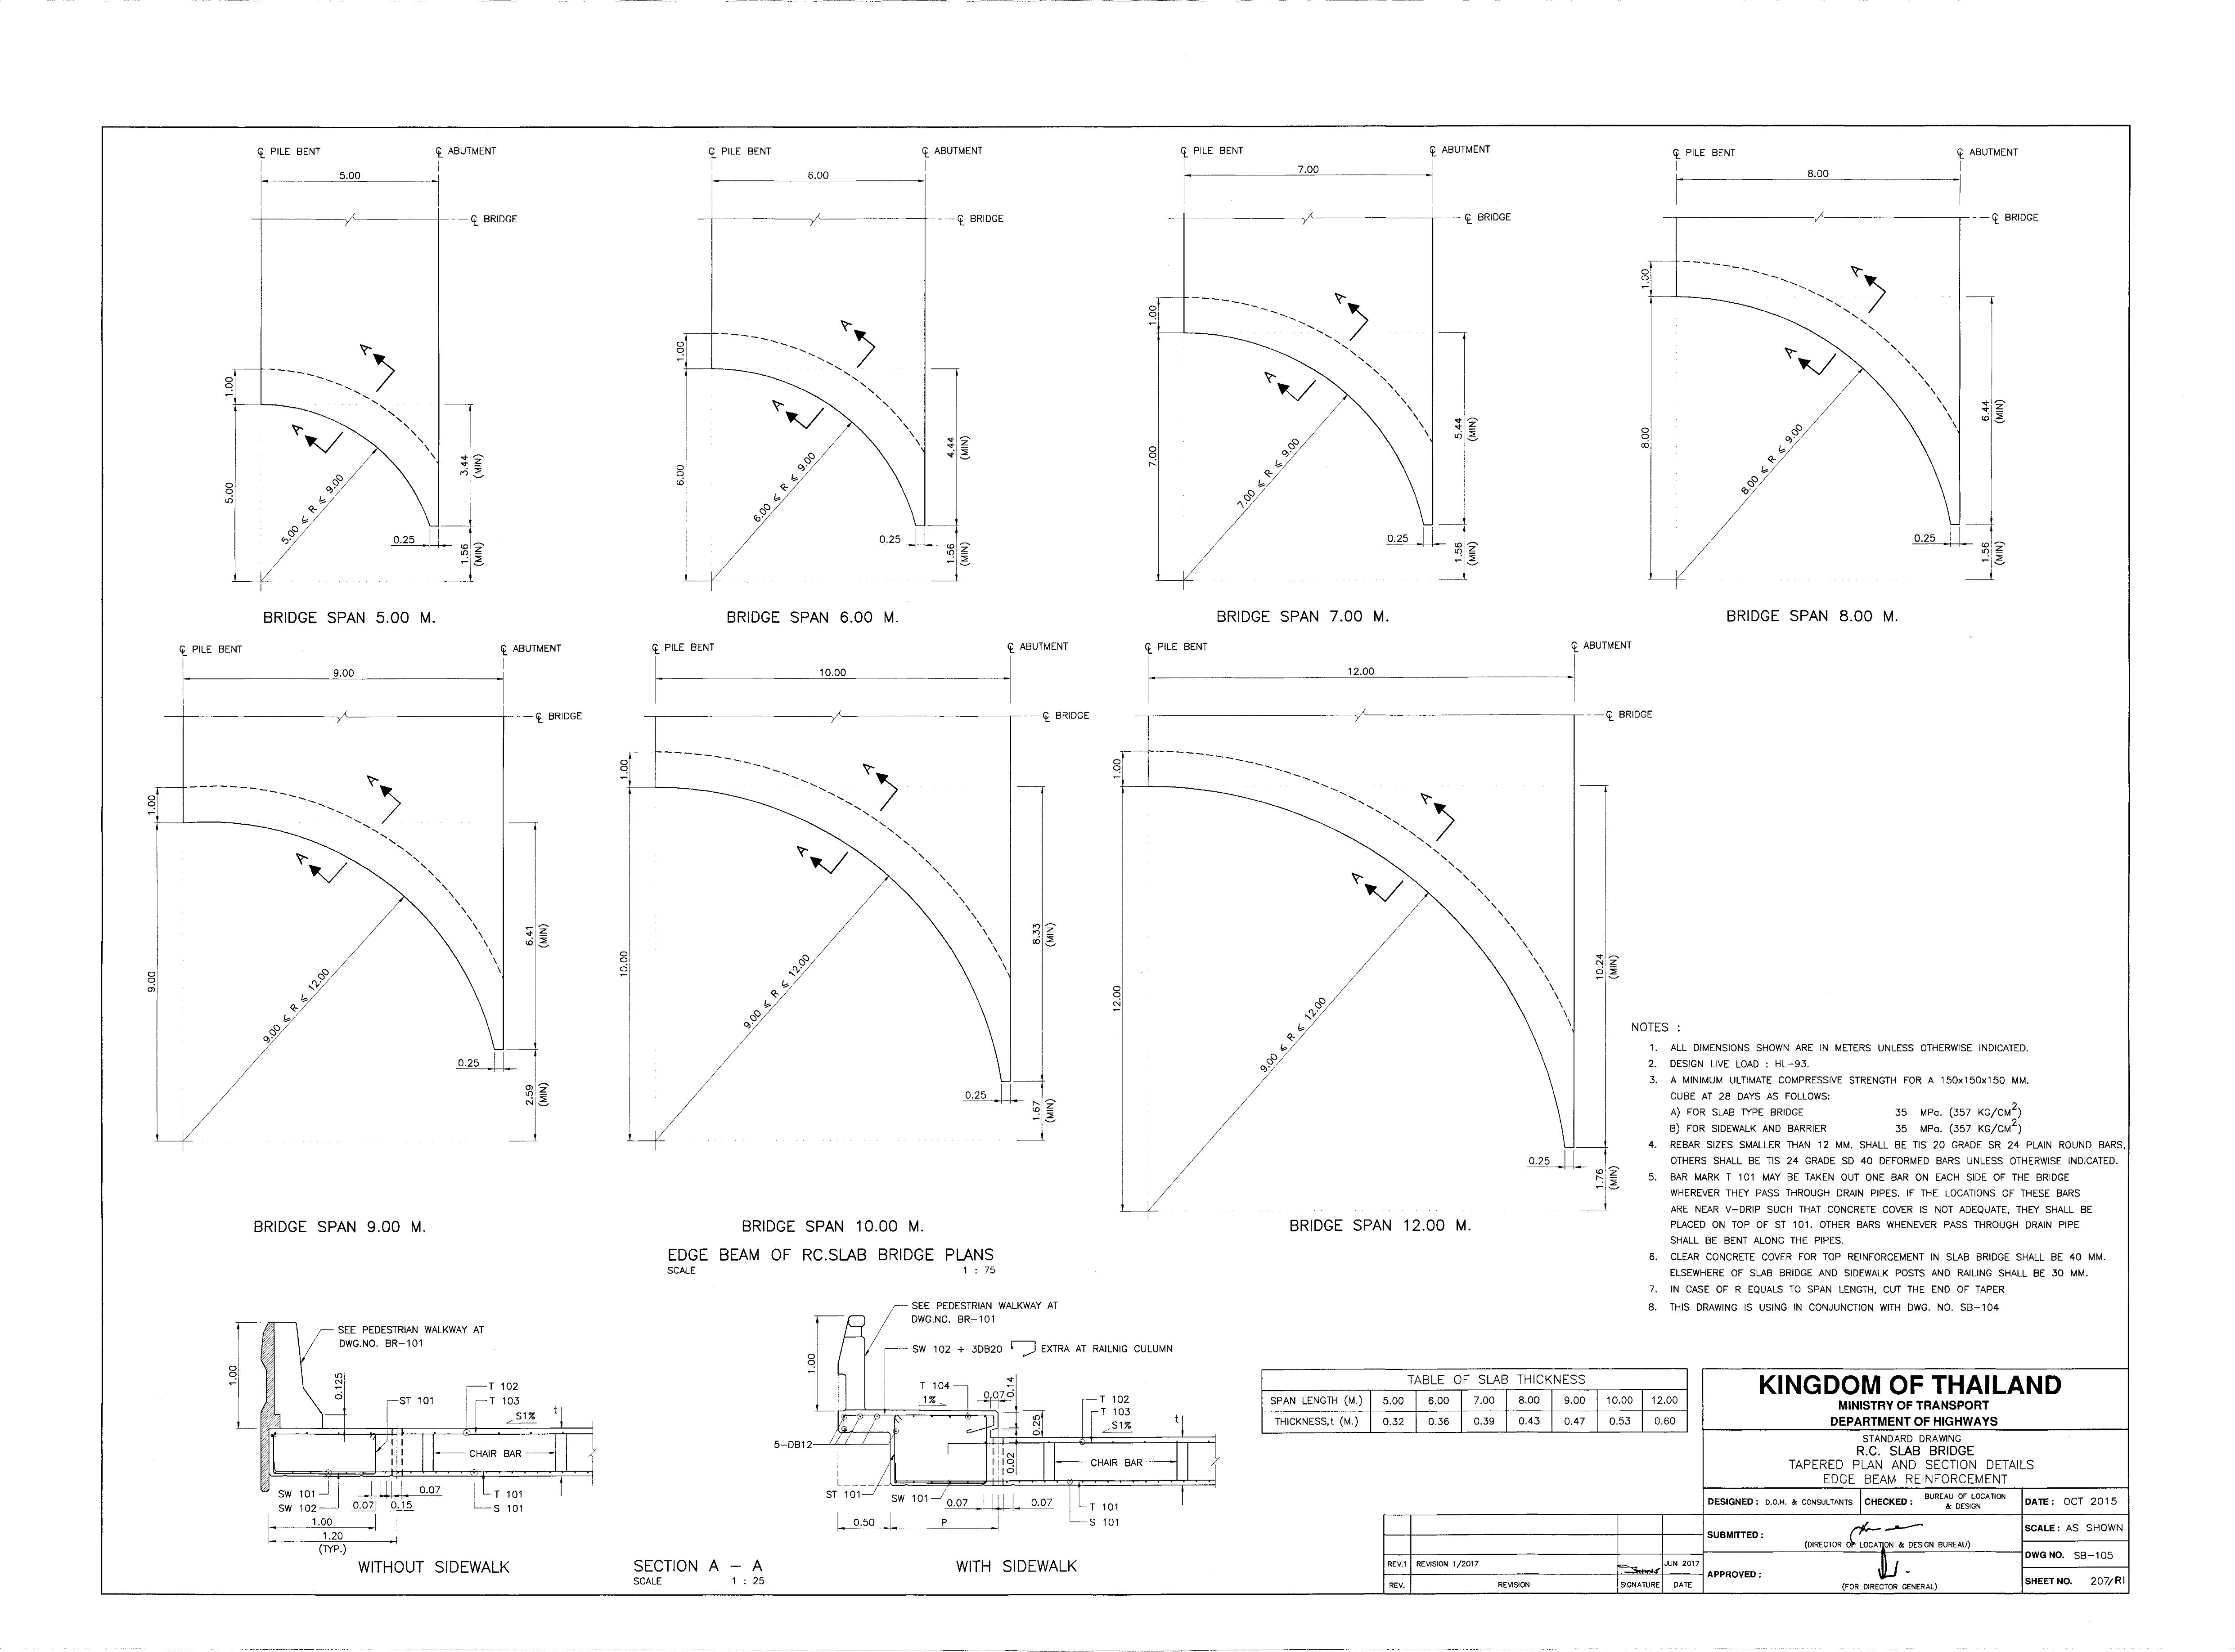 ℄ PILE BENT
℄ ABUTMENT
5.00
℄ BRIDGE
1.00
A
A
5.00
5.00 ≤ R ≤ 9.00
3.44
(MIN)
0.25
1.56
(MIN)
BRIDGE SPAN 5.00 M.
℄ PILE BENT
℄ ABUTMENT
6.00
℄ BRIDGE
1.00
A
A
6.00
6.00 ≤ R ≤ 9.00
4.44
(MIN)
0.25
1.56
(MIN)
BRIDGE SPAN 6.00 M.
℄ PILE BENT
℄ ABUTMENT
7.00
℄ BRIDGE
1.00
A
A
7.00
7.00 ≤ R ≤ 9.00
5.44
(MIN)
0.25
1.56
(MIN)
BRIDGE SPAN 7.00 M.
℄ PILE BENT
℄ ABUTMENT
8.00
℄ BRIDGE
1.00
A
A
8.00
8.00 ≤ R ≤ 9.00
6.44
(MIN)
0.25
1.56
(MIN)
BRIDGE SPAN 8.00 M.
℄ PILE BENT
℄ ABUTMENT
9.00
℄ BRIDGE
1.00
A
A
9.00
9.00 ≤ R ≤ 12.00
6.41
(MIN)
0.25
2.59
(MIN)
BRIDGE SPAN 9.00 M.
℄ PILE BENT
℄ ABUTMENT
10.00
℄ BRIDGE
1.00
A
A
10.00
9.00 ≤ R ≤ 12.00
8.33
(MIN)
0.25
1.67
(MIN)
BRIDGE SPAN 10.00 M.
℄ PILE BENT
℄ ABUTMENT
12.00
℄ BRIDGE
1.00
A
A
12.00
9.00 ≤ R ≤ 12.00
10.24
(MIN)
0.25
1.76
(MIN)
BRIDGE SPAN 12.00 M.
EDGE BEAM OF RC.SLAB BRIDGE PLANS
SCALE 1 : 75
NOTES :
1. ALL DIMENSIONS SHOWN ARE IN METERS UNLESS OTHERWISE INDICATED.
2. DESIGN LIVE LOAD : HL-93.
3. A MINIMUM ULTIMATE COMPRESSIVE STRENGTH FOR A 150x150x150 MM.
CUBE AT 28 DAYS AS FOLLOWS:
A) FOR SLAB TYPE BRIDGE 35 MPa. (357 KG/CM2)
B) FOR SIDEWALK AND BARRIER 35 MPa. (357 KG/CM2)
4. REBAR SIZES SMALLER THAN 12 MM. SHALL BE TIS 20 GRADE SR 24 PLAIN ROUND BARS,
OTHERS SHALL BE TIS 24 GRADE SD 40 DEFORMED BARS UNLESS OTHERWISE INDICATED.
5. BAR MARK T 101 MAY BE TAKEN OUT ONE BAR ON EACH SIDE OF THE BRIDGE
WHEREVER THEY PASS THROUGH DRAIN PIPES. IF THE LOCATIONS OF THESE BARS
ARE NEAR V-DRIP SUCH THAT CONCRETE COVER IS NOT ADEQUATE, THEY SHALL BE
PLACED ON TOP OF ST 101. OTHER BARS WHENEVER PASS THROUGH DRAIN PIPE
SHALL BE BENT ALONG THE PIPES.
6. CLEAR CONCRETE COVER FOR TOP REINFORCEMENT IN SLAB BRIDGE SHALL BE 40 MM.
ELSEWHERE OF SLAB BRIDGE AND SIDEWALK POSTS AND RAILING SHALL BE 30 MM.
7. IN CASE OF R EQUALS TO SPAN LENGTH, CUT THE END OF TAPER
8. THIS DRAWING IS USING IN CONJUNCTION WITH DWG. NO. SB-104
SEE PEDESTRIAN WALKWAY AT
DWG.NO. BR-101
1.00
0.125
ST 101
T 102
T 103
S1%
t
CHAIR BAR
SW 101
SW 102
0.07
0.15
0.07
T 101
S 101
1.00
1.20
(TYP.)
WITHOUT SIDEWALK
SECTION A - A
SCALE 1 : 25
SEE PEDESTRIAN WALKWAY AT
DWG.NO. BR-101
SW 102 + 3DB20
EXTRA AT RAILNIG CULUMN
1.00
T 104
1%
0.07
0.14
T 102
T 103
S1%
t
0.25
5-DB12
CHAIR BAR
0.02
ST 101
SW 101
0.07
0.07
T 101
S 101
0.50
P
WITH SIDEWALK
TABLE OF SLAB THICKNESS
SPAN LENGTH (M.) 5.00 6.00 7.00 8.00 9.00 10.00 12.00
THICKNESS,t (M.) 0.32 0.36 0.39 0.43 0.47 0.53 0.60
KINGDOM OF THAILAND
MINISTRY OF TRANSPORT
DEPARTMENT OF HIGHWAYS
STANDARD DRAWING
R.C. SLAB BRIDGE
TAPERED PLAN AND SECTION DETAILS
EDGE BEAM REINFORCEMENT
DESIGNED : D.O.H. & CONSULTANTS
CHECKED : BUREAU OF LOCATION
& DESIGN
DATE : OCT 2015
SUBMITTED :
(DIRECTOR OF LOCATION & DESIGN BUREAU)
SCALE : AS SHOWN
DWG NO. SB-105
APPROVED :
(FOR DIRECTOR GENERAL)
SHEET NO. 207/R1
REV.1 REVISION 1/2017 JUN 2017
REV. REVISION SIGNATURE DATE